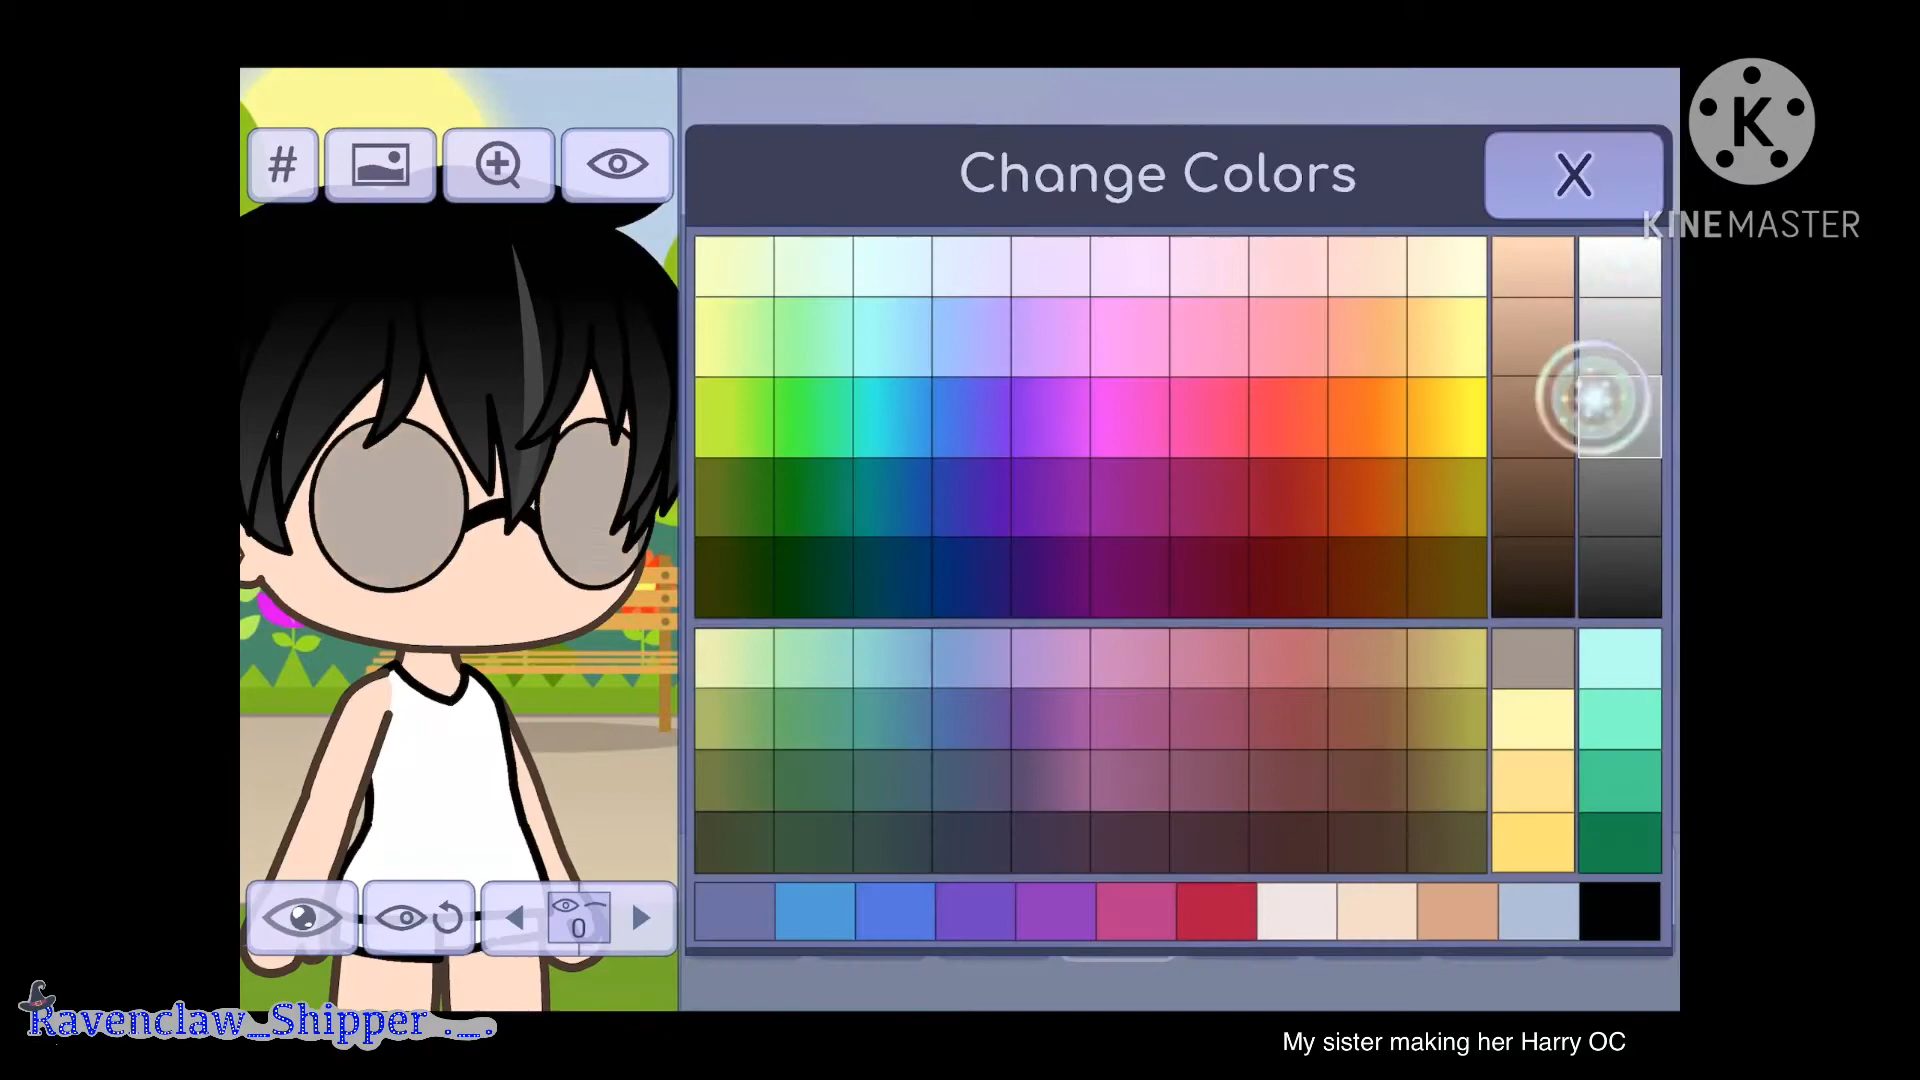 #
Change Colors
X
K
KINEMASTER
0
Ravenclaw_Shipper ._.
My sister making her Harry OC